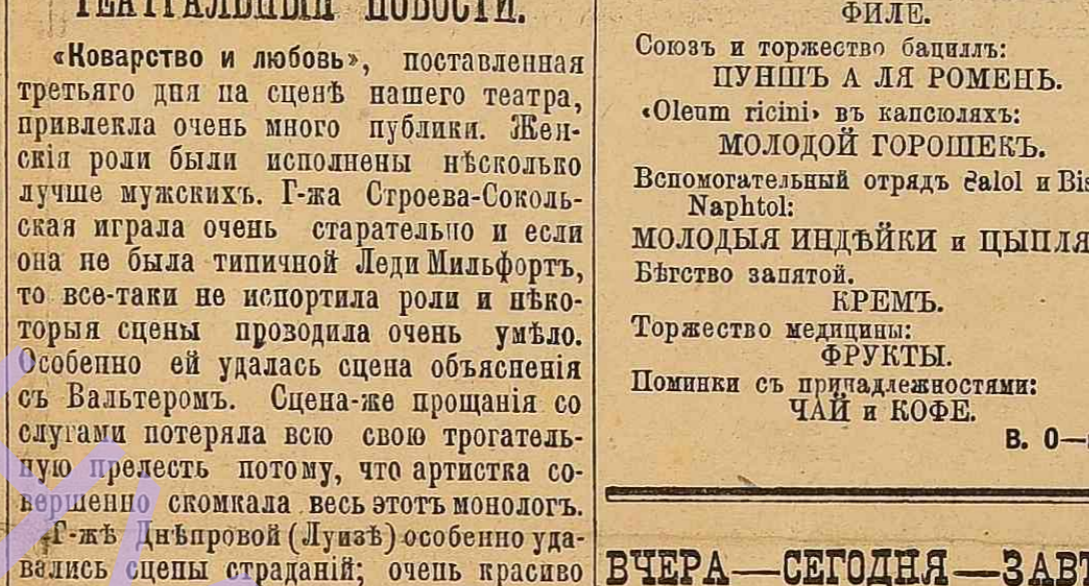 ТЕАТРАЛЬНЫЯ НОВОСТИ.
«Коварство и любовь», поставленная
третьяго дня на сценѣ нашего театра,
привлекла очень много публики. Жен-
скія роли были исполнены нѣсколько
лучше мужскихъ. Г-жа Строева-Соколь-
ская играла очень старательно и если
она не была типичной Леди Мильфортъ,
то все-таки не испортила роли и нѣко-
торыя сцены проводила очень умѣло.
Особенно ей удалась сцена объясненія
съ Вальтеромъ. Сцена-же прощанія со
слугами потеряла всю свою трогатель-
ную прелесть потому, что артистка со-
вершенно скомкала весь этотъ монологъ.
Г-жѣ Днѣпровой (Луизѣ) особенно уда-
вались сцены страданій; очень красиво
ФИЛЕ.
Союзъ и торжество бациллъ:
ПУНШЪ А ЛЯ РОМЕНЬ.
«Oleum ricini» въ капсюляхъ:
МОЛОДОЙ ГОРОШЕКЪ.
Вспомогательный отрядъ Salol и Bis
Naphtol:
МОЛОДЫЯ ИНДѢЙКИ и ЦЫПЛЯ
Бѣгство запятой.
КРЕМЪ.
Торжество медицины:
ФРУКТЫ.
Поминки съ принадлежностями:
ЧАЙ и КОФЕ.
В. О—
ВЧЕРА—СЕГОДНЯ—ЗАВТ